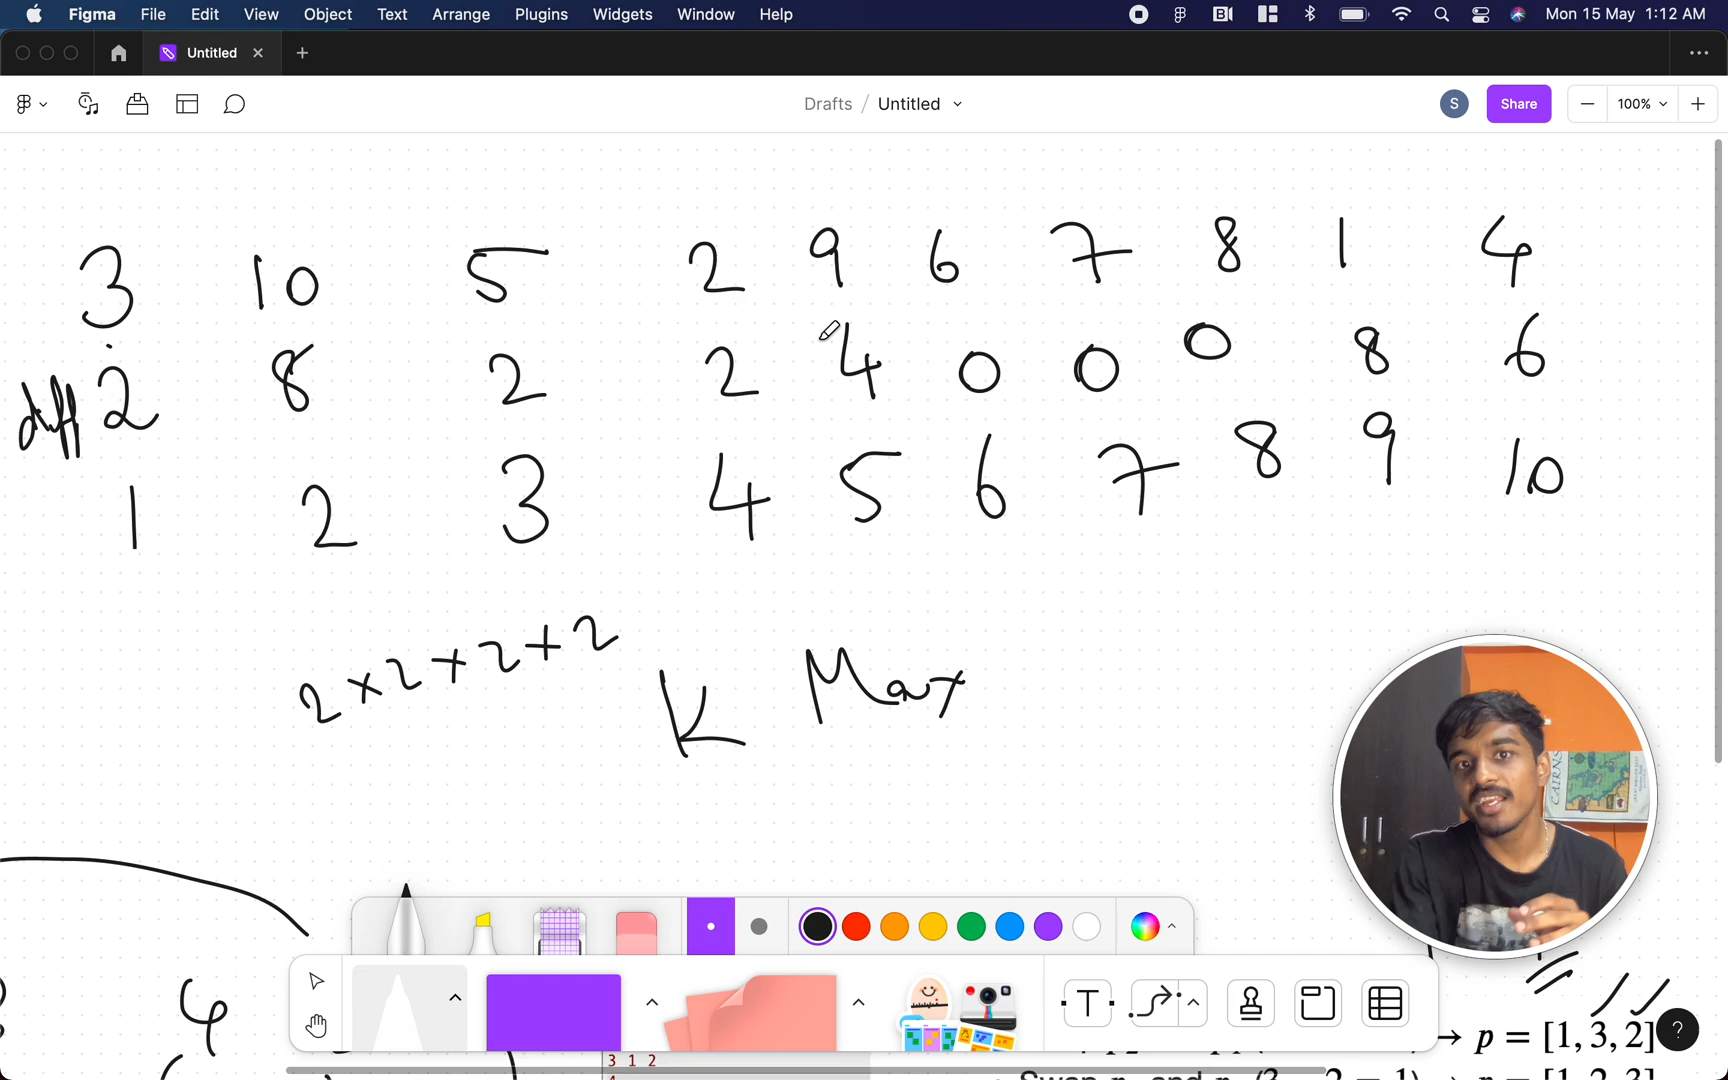 Figma File Edit View Object Text Arrange Plugins Widgets Window Help Mon 15 May 1:12 AM
Untitled
Drafts / Untitled S Share 100%
3 10 5 2 9 6 7 8 1 4
diff 2 8 2 2 4 0 0 0 8 6
1 2 3 4 5 6 7 8 9 10
2 × 2 + 2 + 2
K Max
CAIRNS
4
T
→ p = [1, 3, 2] ?
3 1 2